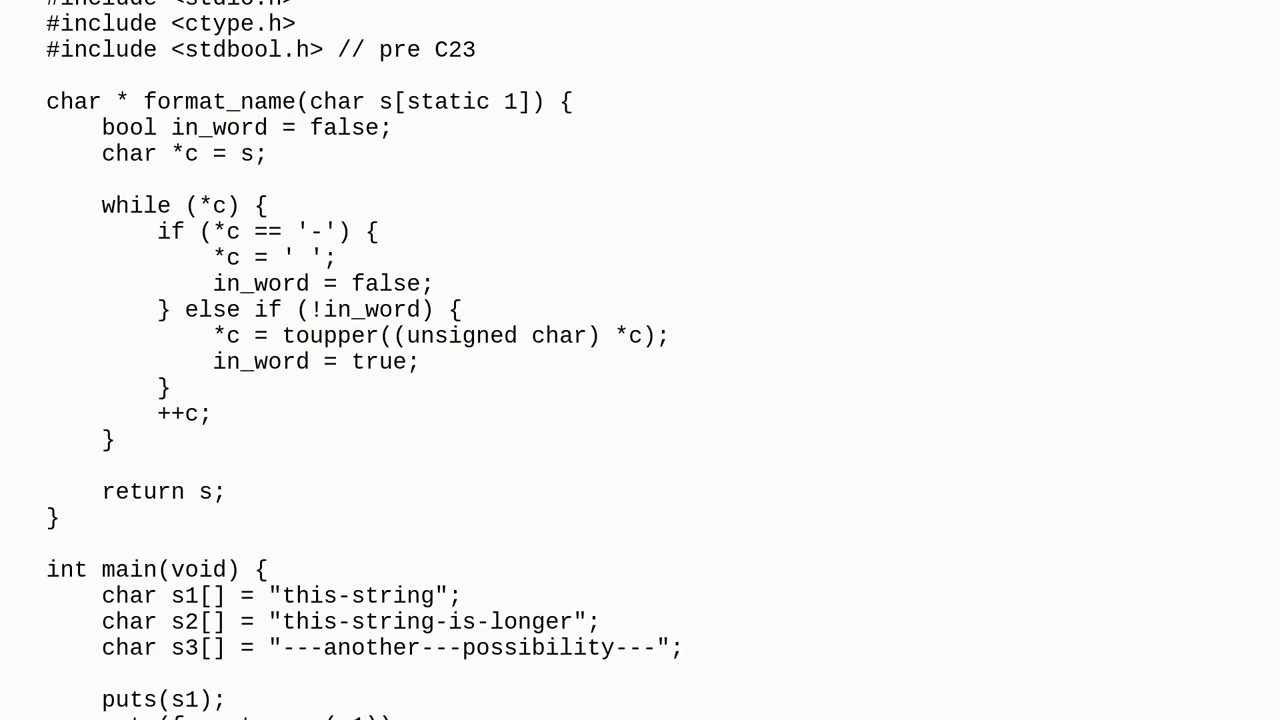 #include <stdio.h>
#include <ctype.h>
#include <stdbool.h> // pre C23

char * format_name(char s[static 1]) {
    bool in_word = false;
    char *c = s;

    while (*c) {
        if (*c == '-') {
            *c = ' ';
            in_word = false;
        } else if (!in_word) {
            *c = toupper((unsigned char) *c);
            in_word = true;
        }
        ++c;
    }

    return s;
}

int main(void) {
    char s1[] = "this-string";
    char s2[] = "this-string-is-longer";
    char s3[] = "---another---possibility---";

    puts(s1);